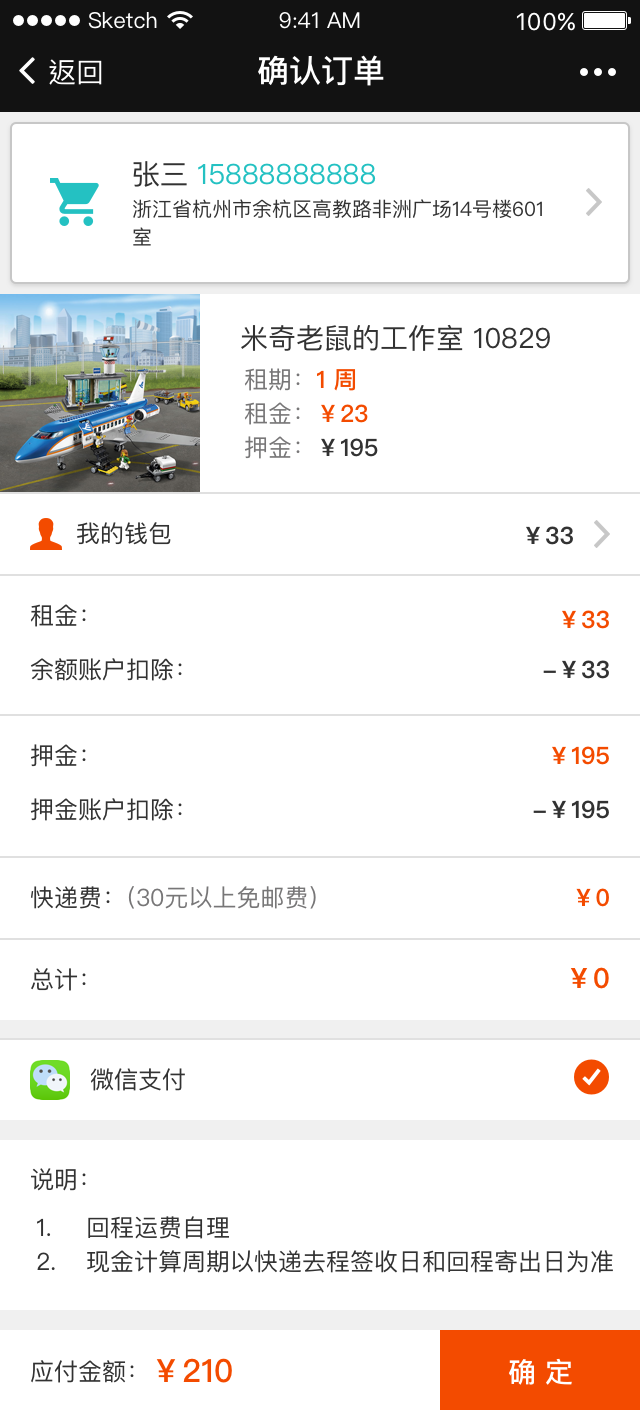 Sketch 9:41 AM 100%
返回 确认订单
张三 15888888888
浙江省杭州市余杭区高教路非洲广场14号楼601
室
米奇老鼠的工作室 10829
租期：1 周
租金：¥ 23
押金：¥ 195
我的钱包 ¥ 33
租金： ¥ 33
余额账户扣除： –¥ 33
押金： ¥ 195
押金账户扣除： –¥ 195
快递费：（30元以上免邮费） ¥ 0
总计： ¥ 0
微信支付
说明：
1. 回程运费自理
2. 现金计算周期以快递去程签收日和回程寄出日为准
应付金额： ¥ 210 确 定